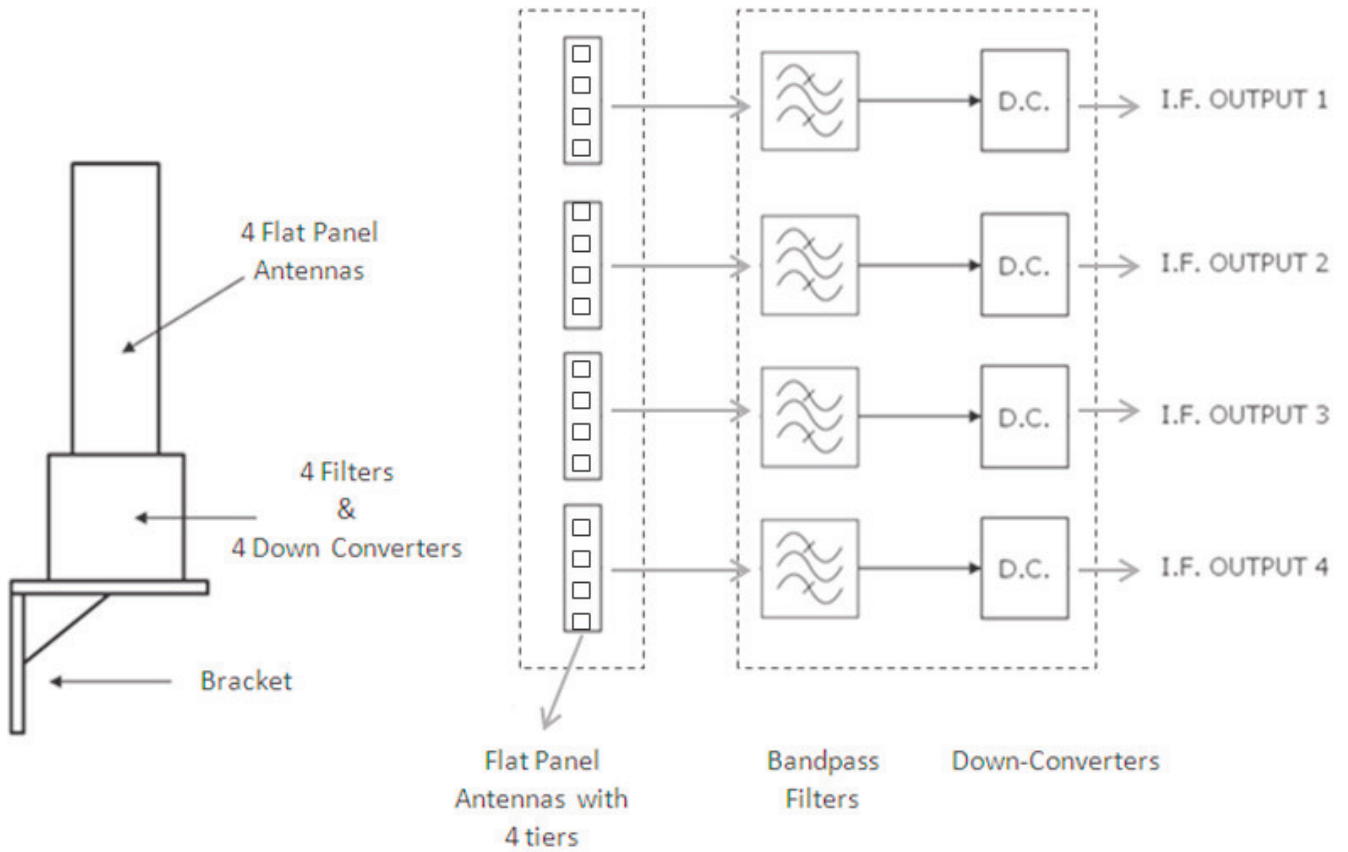 4 Flat Panel
Antennas
4 Filters
&
4 Down Converters
Bracket
D.C.
I.F. OUTPUT 1
D.C.
I.F. OUTPUT 2
D.C.
I.F. OUTPUT 3
D.C.
I.F. OUTPUT 4
Flat Panel
Antennas with
4 tiers
Bandpass
Filters
Down-Converters